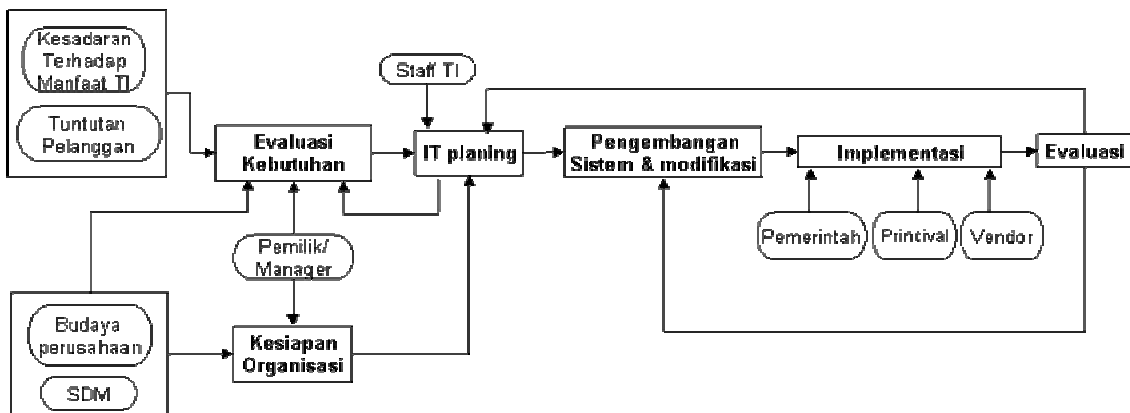 Kesadaran
Terhadap
Manfaat TI
Tuntutan
Pelanggan
Staff TI
Evaluasi
Kebutuhan
IT planing
Pengembangan
Sistem & modifikasi
Implementasi
Evaluasi
Pemilik/
Manager
Pemerintah
Printival
Vendor
Budaya
perusahaan
SDM
Kesiapan
Organisasi